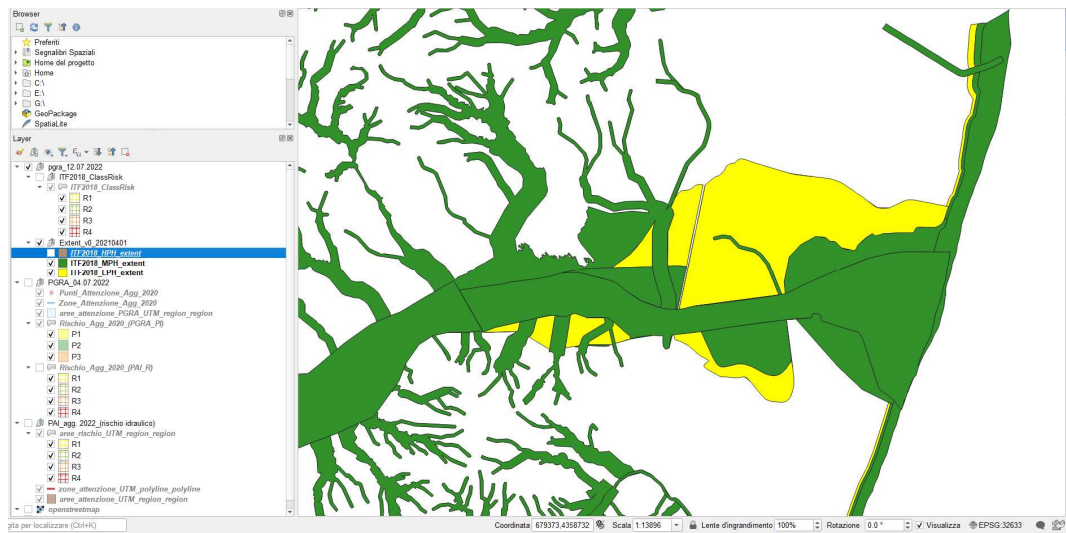 Browser
Preferiti
Segnalibri Spaziali
Home del progetto
Home
C:\
E:\
G:\
GeoPackage
SpatiaLite
Layer
pgra_12.07.2022
ITF2018_ClassRisk
ITF2018_ClassRisk
R1
R2
R3
R4
Extent_v0_20210401
ITF2018_HPH_extent
ITF2018_MPH_extent
ITF2018_LPH_extent
PGRA_04.07.2022
Punti_Attenzione_Agg_2020
Zone_Attenzione_Agg_2020
aree_attenzione_PGRA_UTM_region_region
Rischio_Agg_2020_(PGRA_PI)
P1
P2
P3
Rischio_Agg_2020_(PAI_R)
R1
R2
R3
R4
PAI_agg. 2022_(rischio idraulico)
aree_rischio_UTM_region_region
R1
R2
R3
R4
zone_attenzione_UTM_polyline_polyline
aree_attenzione_UTM_region_region
openstreetmap
gita per localizzare (Ctrl+K) Coordinata 679373,4358732 Scala 1:13896 Lente d'ingrandimento 100% Rotazione 0.0 ° Visualizza EPSG:32633